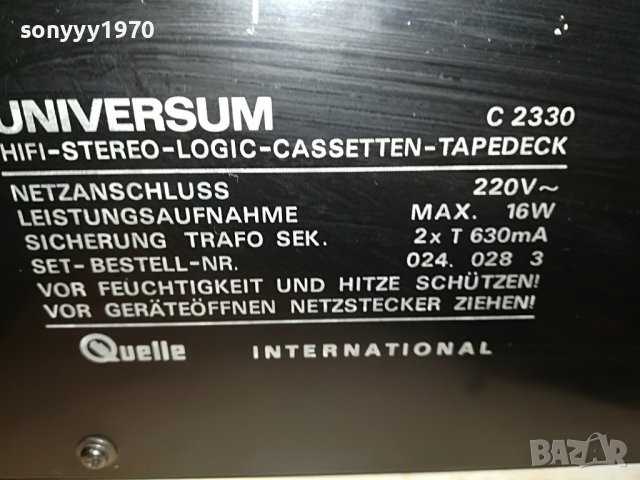 sonyyy1970
UNIVERSUM C 2330
HIFI-STEREO-LOGIC-CASSETTEN-TAPEDECK
NETZANSCHLUSS 220V~
LEISTUNGSAUFNAHME MAX. 16W
SICHERUNG TRAFO SEK. 2x T 630mA
SET-BESTELL-NR. 024. 028 3
VOR FEUCHTIGKEIT UND HITZE SCHÜTZEN!
VOR GERÄTEÖFFNEN NETZSTECKER ZIEHEN!
Quelle INTERNATIONAL
BAZAR